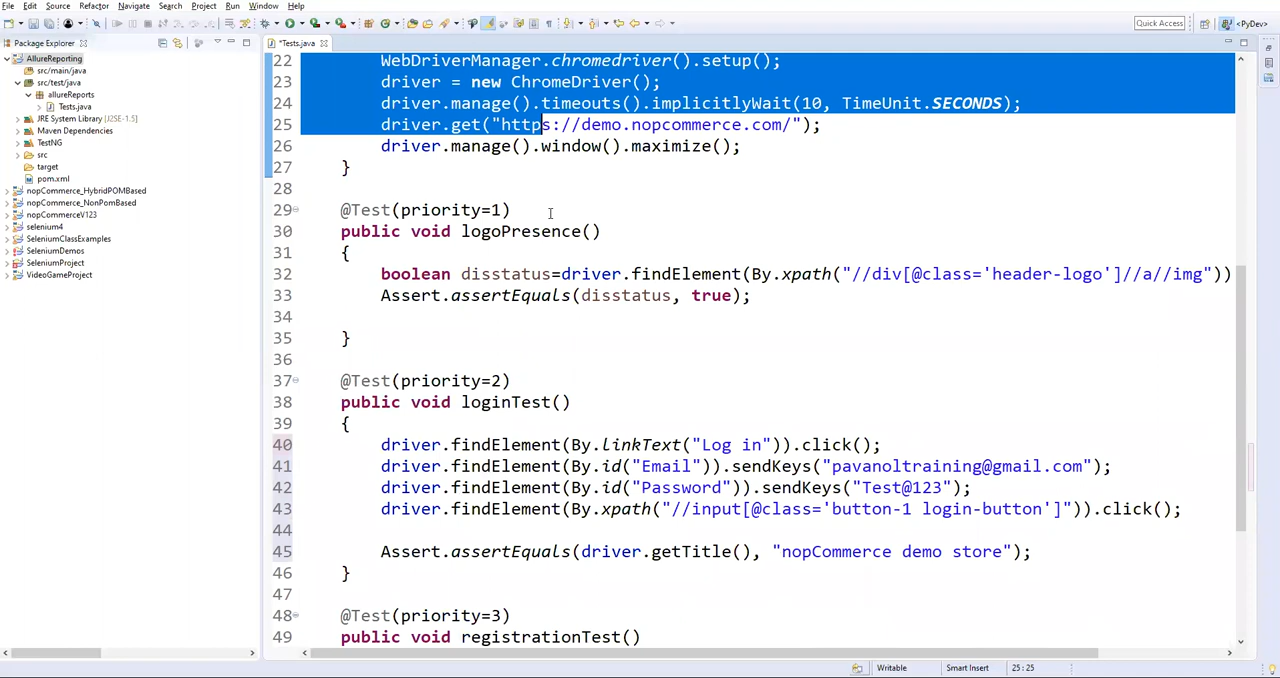 File Edit Source Refactor Navigate Search Project Run Window Help
Quick Access
<PyDev>
Package Explorer
*Tests.java
AllureReporting
src/main/java
src/test/java
allureReports
Tests.java
JRE System Library [J2SE-1.5]
Maven Dependencies
TestNG
src
target
pom.xml
nopCommerce_HybridPOMBased
nopCommerce_NonPomBased
nopCommerceV123
selenium4
SeleniumClassExamples
SeleniumDemos
SeleniumProject
VideoGameProject
22 WebDriverManager.chromedriver().setup();
23 driver = new ChromeDriver();
24 driver.manage().timeouts().implicitlyWait(10, TimeUnit.SECONDS);
25 driver.get("https://demo.nopcommerce.com/");
26 driver.manage().window().maximize();
27 }
28
29 @Test(priority=1)
30 public void logoPresence()
31 {
32 boolean disstatus=driver.findElement(By.xpath("//div[@class='header-logo']//a//img"))
33 Assert.assertEquals(disstatus, true);
34
35 }
36
37 @Test(priority=2)
38 public void loginTest()
39 {
40 driver.findElement(By.linkText("Log in")).click();
41 driver.findElement(By.id("Email")).sendKeys("pavanoltraining@gmail.com");
42 driver.findElement(By.id("Password")).sendKeys("Test@123");
43 driver.findElement(By.xpath("//input[@class='button-1 login-button']")).click();
44
45 Assert.assertEquals(driver.getTitle(), "nopCommerce demo store");
46 }
47
48 @Test(priority=3)
49 public void registrationTest()
Writable Smart Insert 25 : 25